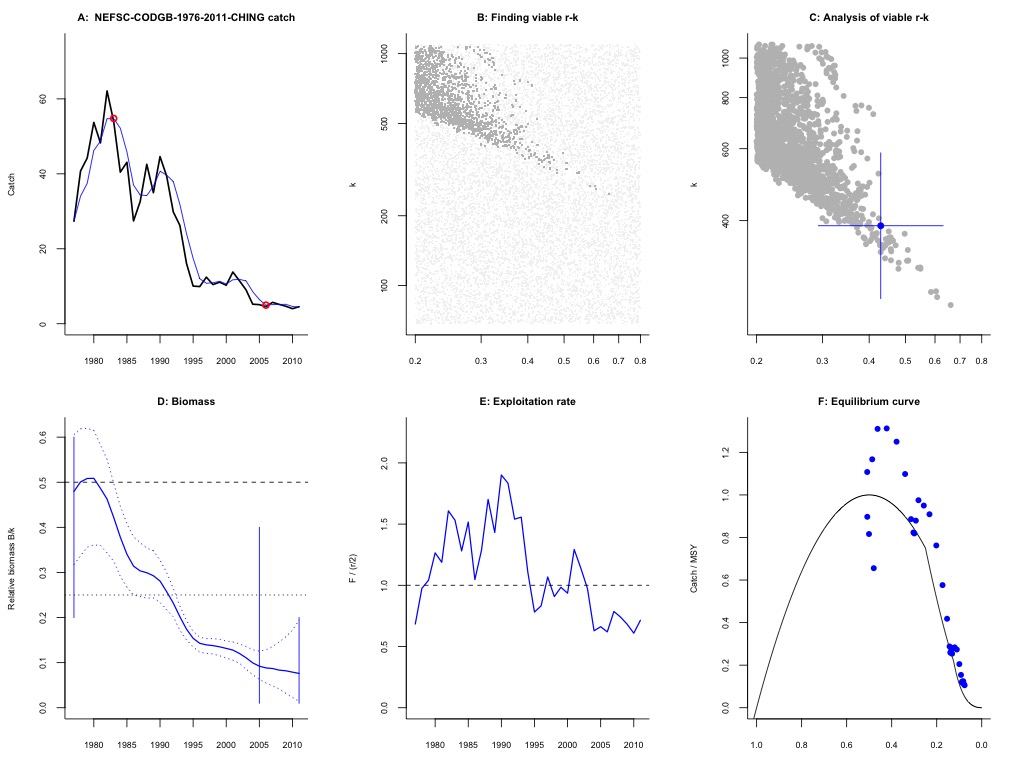 A: NEFSC-CODGB-1976-2011-CHING catch
Catch
0 20 40 60
1980 1985 1990 1995 2000 2005 2010
B: Finding viable r-k
k
100 200 500 1000
0.2 0.3 0.4 0.5 0.6 0.7 0.8
C: Analysis of viable r-k
k
400 600 800 1000
0.2 0.3 0.4 0.5 0.6 0.7 0.8
D: Biomass
Relative biomass B/k
0.0 0.1 0.2 0.3 0.4 0.5 0.6
1980 1985 1990 1995 2000 2005 2010
E: Exploitation rate
F / (r/2)
0.0 0.5 1.0 1.5 2.0
1980 1985 1990 1995 2000 2005 2010
F: Equilibrium curve
Catch / MSY
0.0 0.2 0.4 0.6 0.8 1.0 1.2
1.0 0.8 0.6 0.4 0.2 0.0